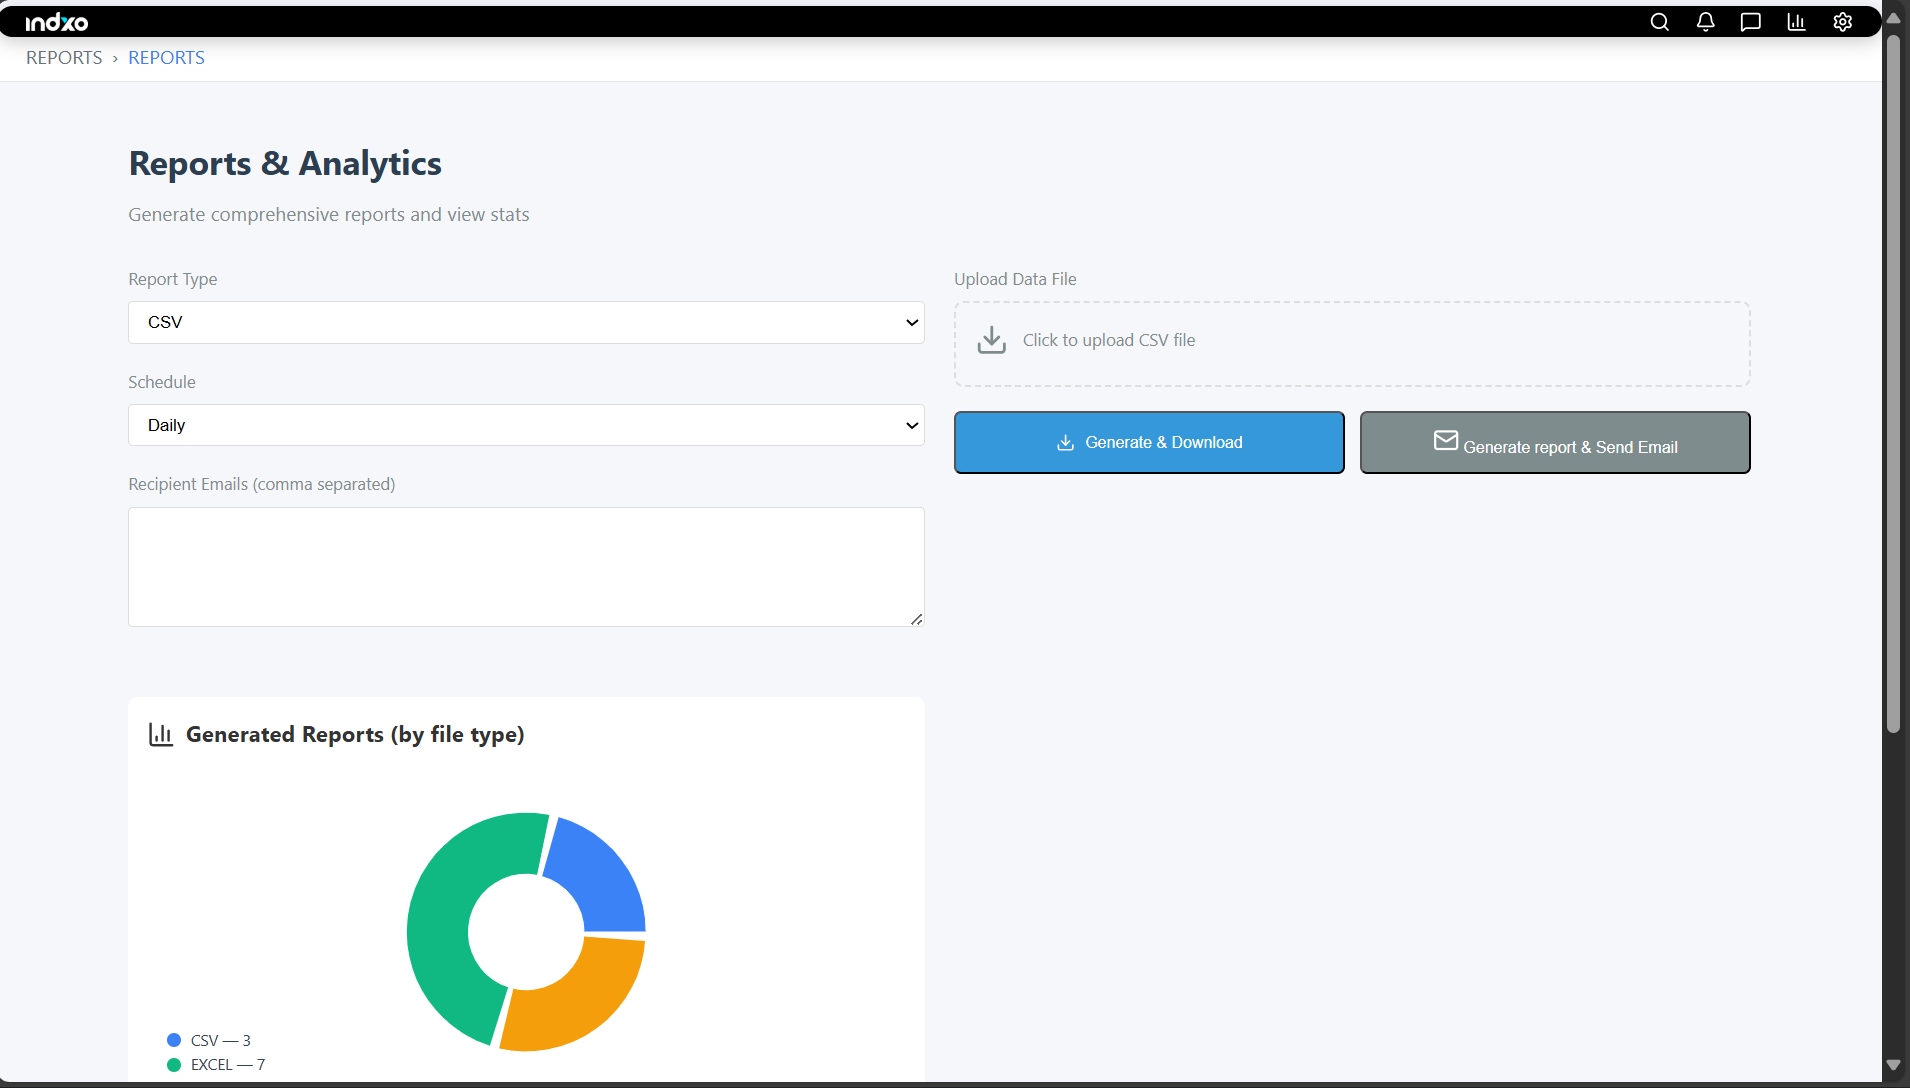 indxo
REPORTS › REPORTS
Reports & Analytics
Generate comprehensive reports and view stats
Report Type
CSV
Schedule
Daily
Recipient Emails (comma separated)
Upload Data File
Click to upload CSV file
Generate & Download
Generate report & Send Email
Generated Reports (by file type)
CSV — 3
EXCEL — 7